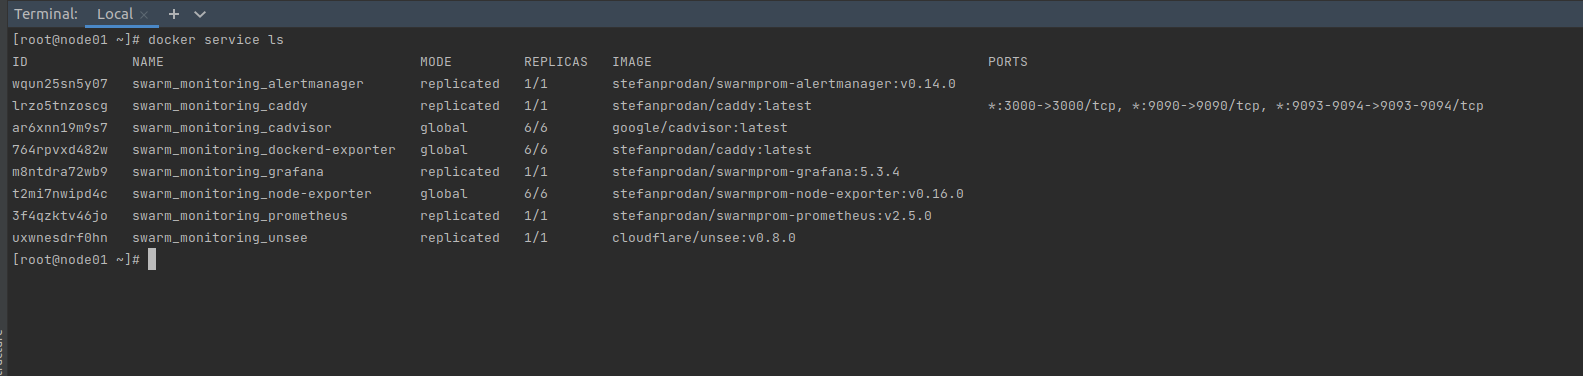 Terminal: Local × +
[root@node01 ~]# docker service ls
ID NAME MODE REPLICAS IMAGE PORTS
wqun25sn5y07 swarm_monitoring_alertmanager replicated 1/1 stefanprodan/swarmprom-alertmanager:v0.14.0
lrzo5tnzoscg swarm_monitoring_caddy replicated 1/1 stefanprodan/caddy:latest *:3000->3000/tcp, *:9090->9090/tcp, *:9093-9094->9093-9094/tcp
ar6xnn19m9s7 swarm_monitoring_cadvisor global 6/6 google/cadvisor:latest
764rpvxd482w swarm_monitoring_dockerd-exporter global 6/6 stefanprodan/caddy:latest
m8ntdra72wb9 swarm_monitoring_grafana replicated 1/1 stefanprodan/swarmprom-grafana:5.3.4
t2mi7nwipd4c swarm_monitoring_node-exporter global 6/6 stefanprodan/swarmprom-node-exporter:v0.16.0
3f4qzktv46jo swarm_monitoring_prometheus replicated 1/1 stefanprodan/swarmprom-prometheus:v2.5.0
uxwnesdrf0hn swarm_monitoring_unsee replicated 1/1 cloudflare/unsee:v0.8.0
[root@node01 ~]#